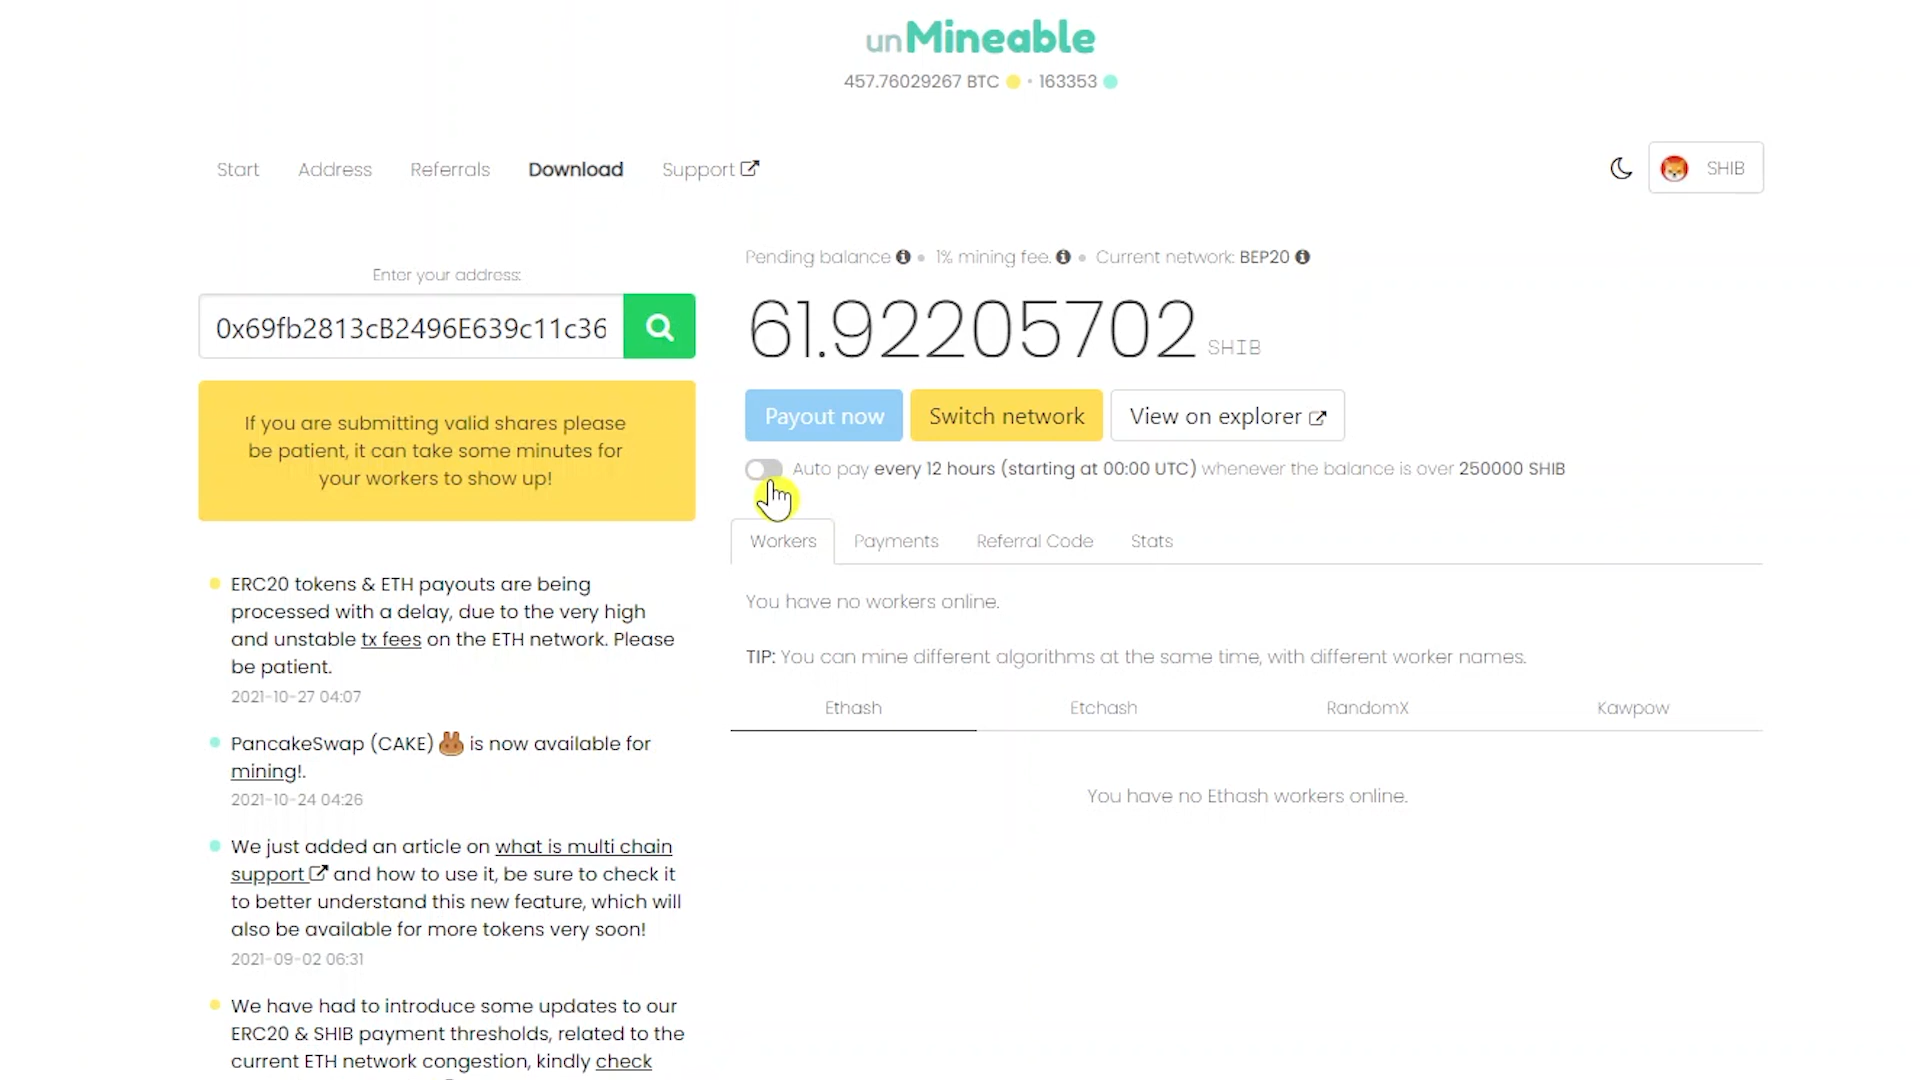 unMineable
457.76029267 BTC • 163353
Start Address Referrals Download Support
SHIB
Enter your address:
0x69fb2813cB2496E639c11c36
If you are submitting valid shares please
be patient, it can take some minutes for
your workers to show up!
ERC20 tokens & ETH payouts are being
processed with a delay, due to the very high
and unstable tx fees on the ETH network. Please
be patient.
2021-10-27 04:07
PancakeSwap (CAKE) is now available for
mining!.
2021-10-24 04:26
We just added an article on what is multi chain
support and how to use it, be sure to check it
to better understand this new feature, which will
also be available for more tokens very soon!
2021-09-02 06:31
We have had to introduce some updates to our
ERC20 & SHIB payment thresholds, related to the
current ETH network congestion, kindly check
Pending balance • 1% mining fee. • Current network: BEP20
61.92205702 SHIB
Payout now Switch network View on explorer
Auto pay every 12 hours (starting at 00:00 UTC) whenever the balance is over 250000 SHIB
Workers Payments Referral Code Stats
You have no workers online.
TIP: You can mine different algorithms at the same time, with different worker names.
Ethash Etchash RandomX Kawpow
You have no Ethash workers online.